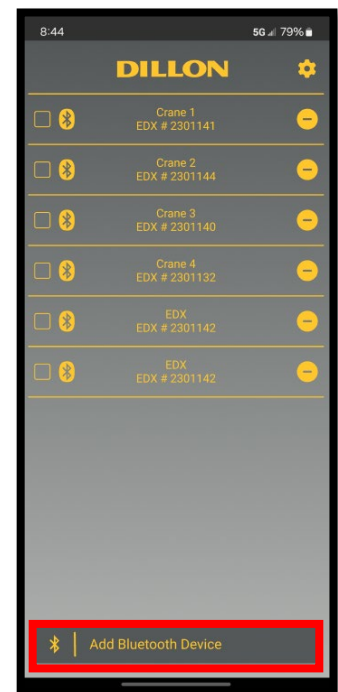 8:44 5G 79%
DILLON
Crane 1
EDX # 2301141
Crane 2
EDX # 2301144
Crane 3
EDX # 2301140
Crane 4
EDX # 2301132
EDX
EDX # 2301142
EDX
EDX # 2301142
Add Bluetooth Device